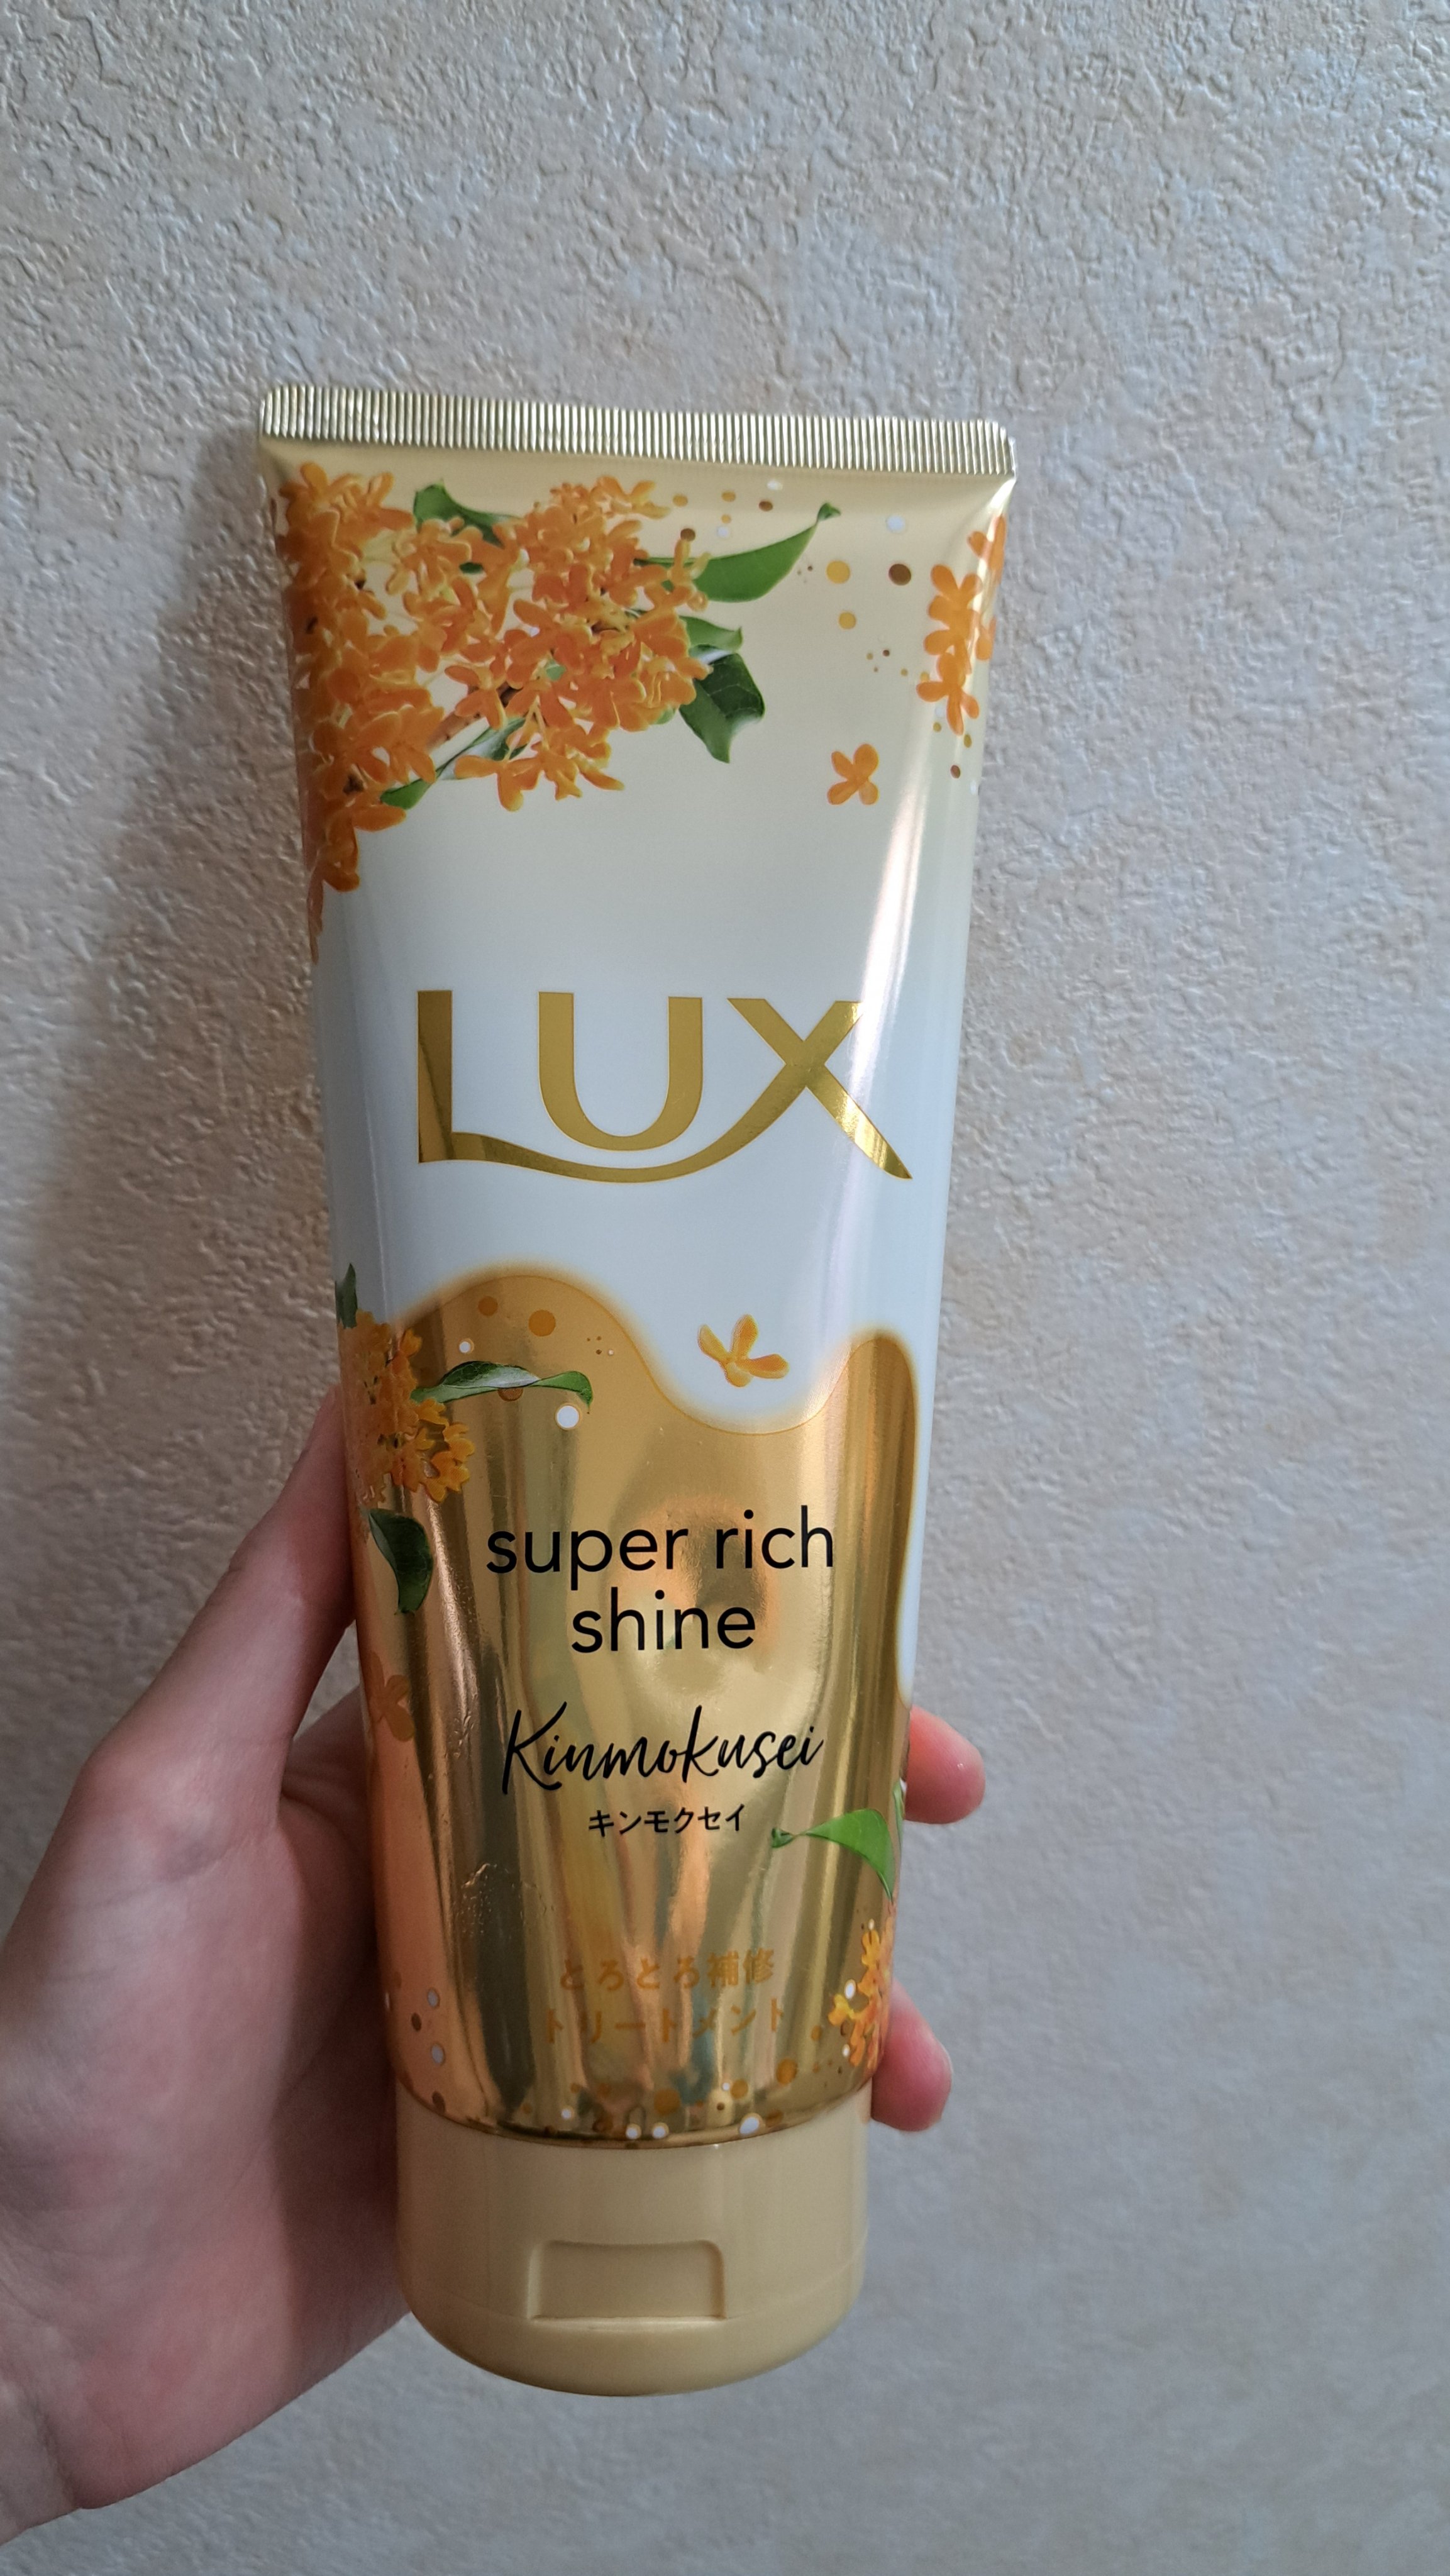 LUX
super rich
shine
Kinmokusei
キンモクセイ
とろとろ補修
トリートメント